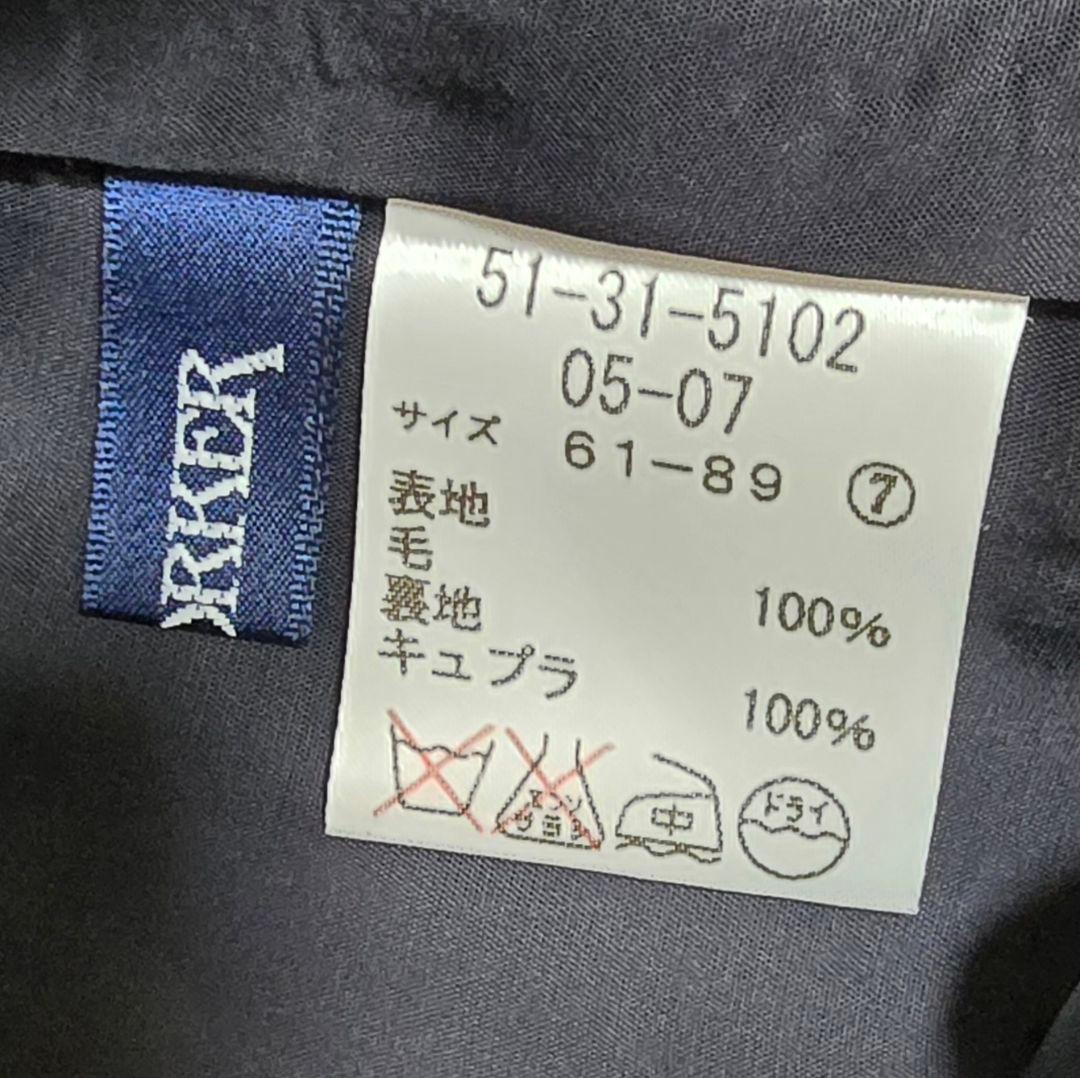 ORKER
51-31-5102
05-07
サイズ 61-89 ⑦
表地
毛 100%
裏地
キュプラ 100%
エンソサラシ
中
ドライ